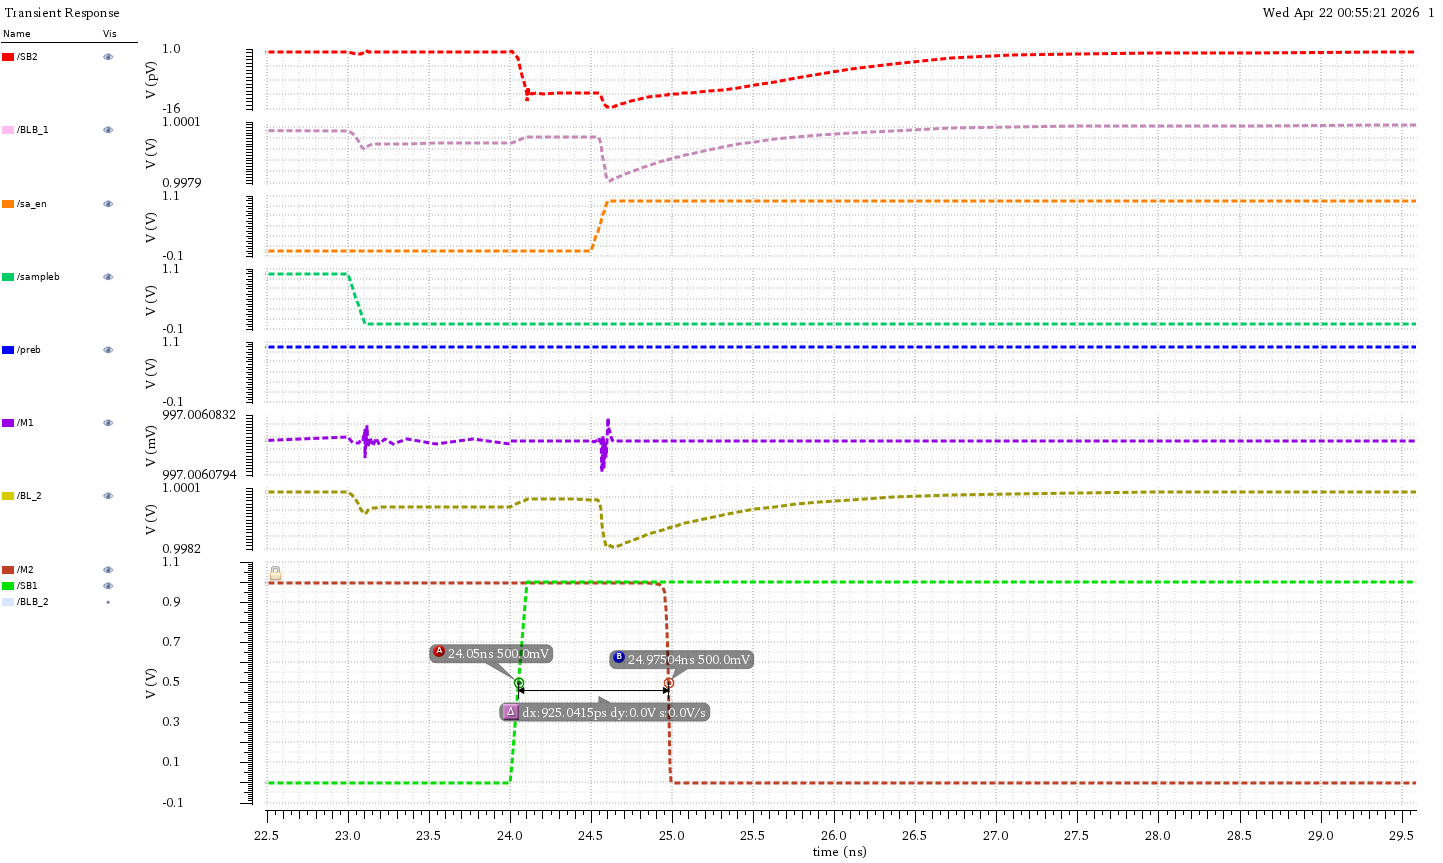 Transient Response
Wed Apr 22 00:55:21 2026 1
Name Vis
/SB2
1.0
V (pV)
-16
/BLB_1
1.0001
V (V)
0.9979
/sa_en
1.1
V (V)
-0.1
/sampleb
1.1
V (V)
-0.1
/preb
1.1
V (V)
-0.1
/M1
997.0060832
V (mV)
997.0060794
/BL_2
1.0001
V (V)
0.9982
/M2
/SB1
/BLB_2
1.1
0.9
0.7
0.5
0.3
0.1
-0.1
V (V)
A 24.05ns 500.0mV
B 24.97504ns 500.0mV
Δ dx:925.0415ps dy:0.0V s:0.0V/s
22.5 23.0 23.5 24.0 24.5 25.0 25.5 26.0 26.5 27.0 27.5 28.0 28.5 29.0 29.5
time (ns)